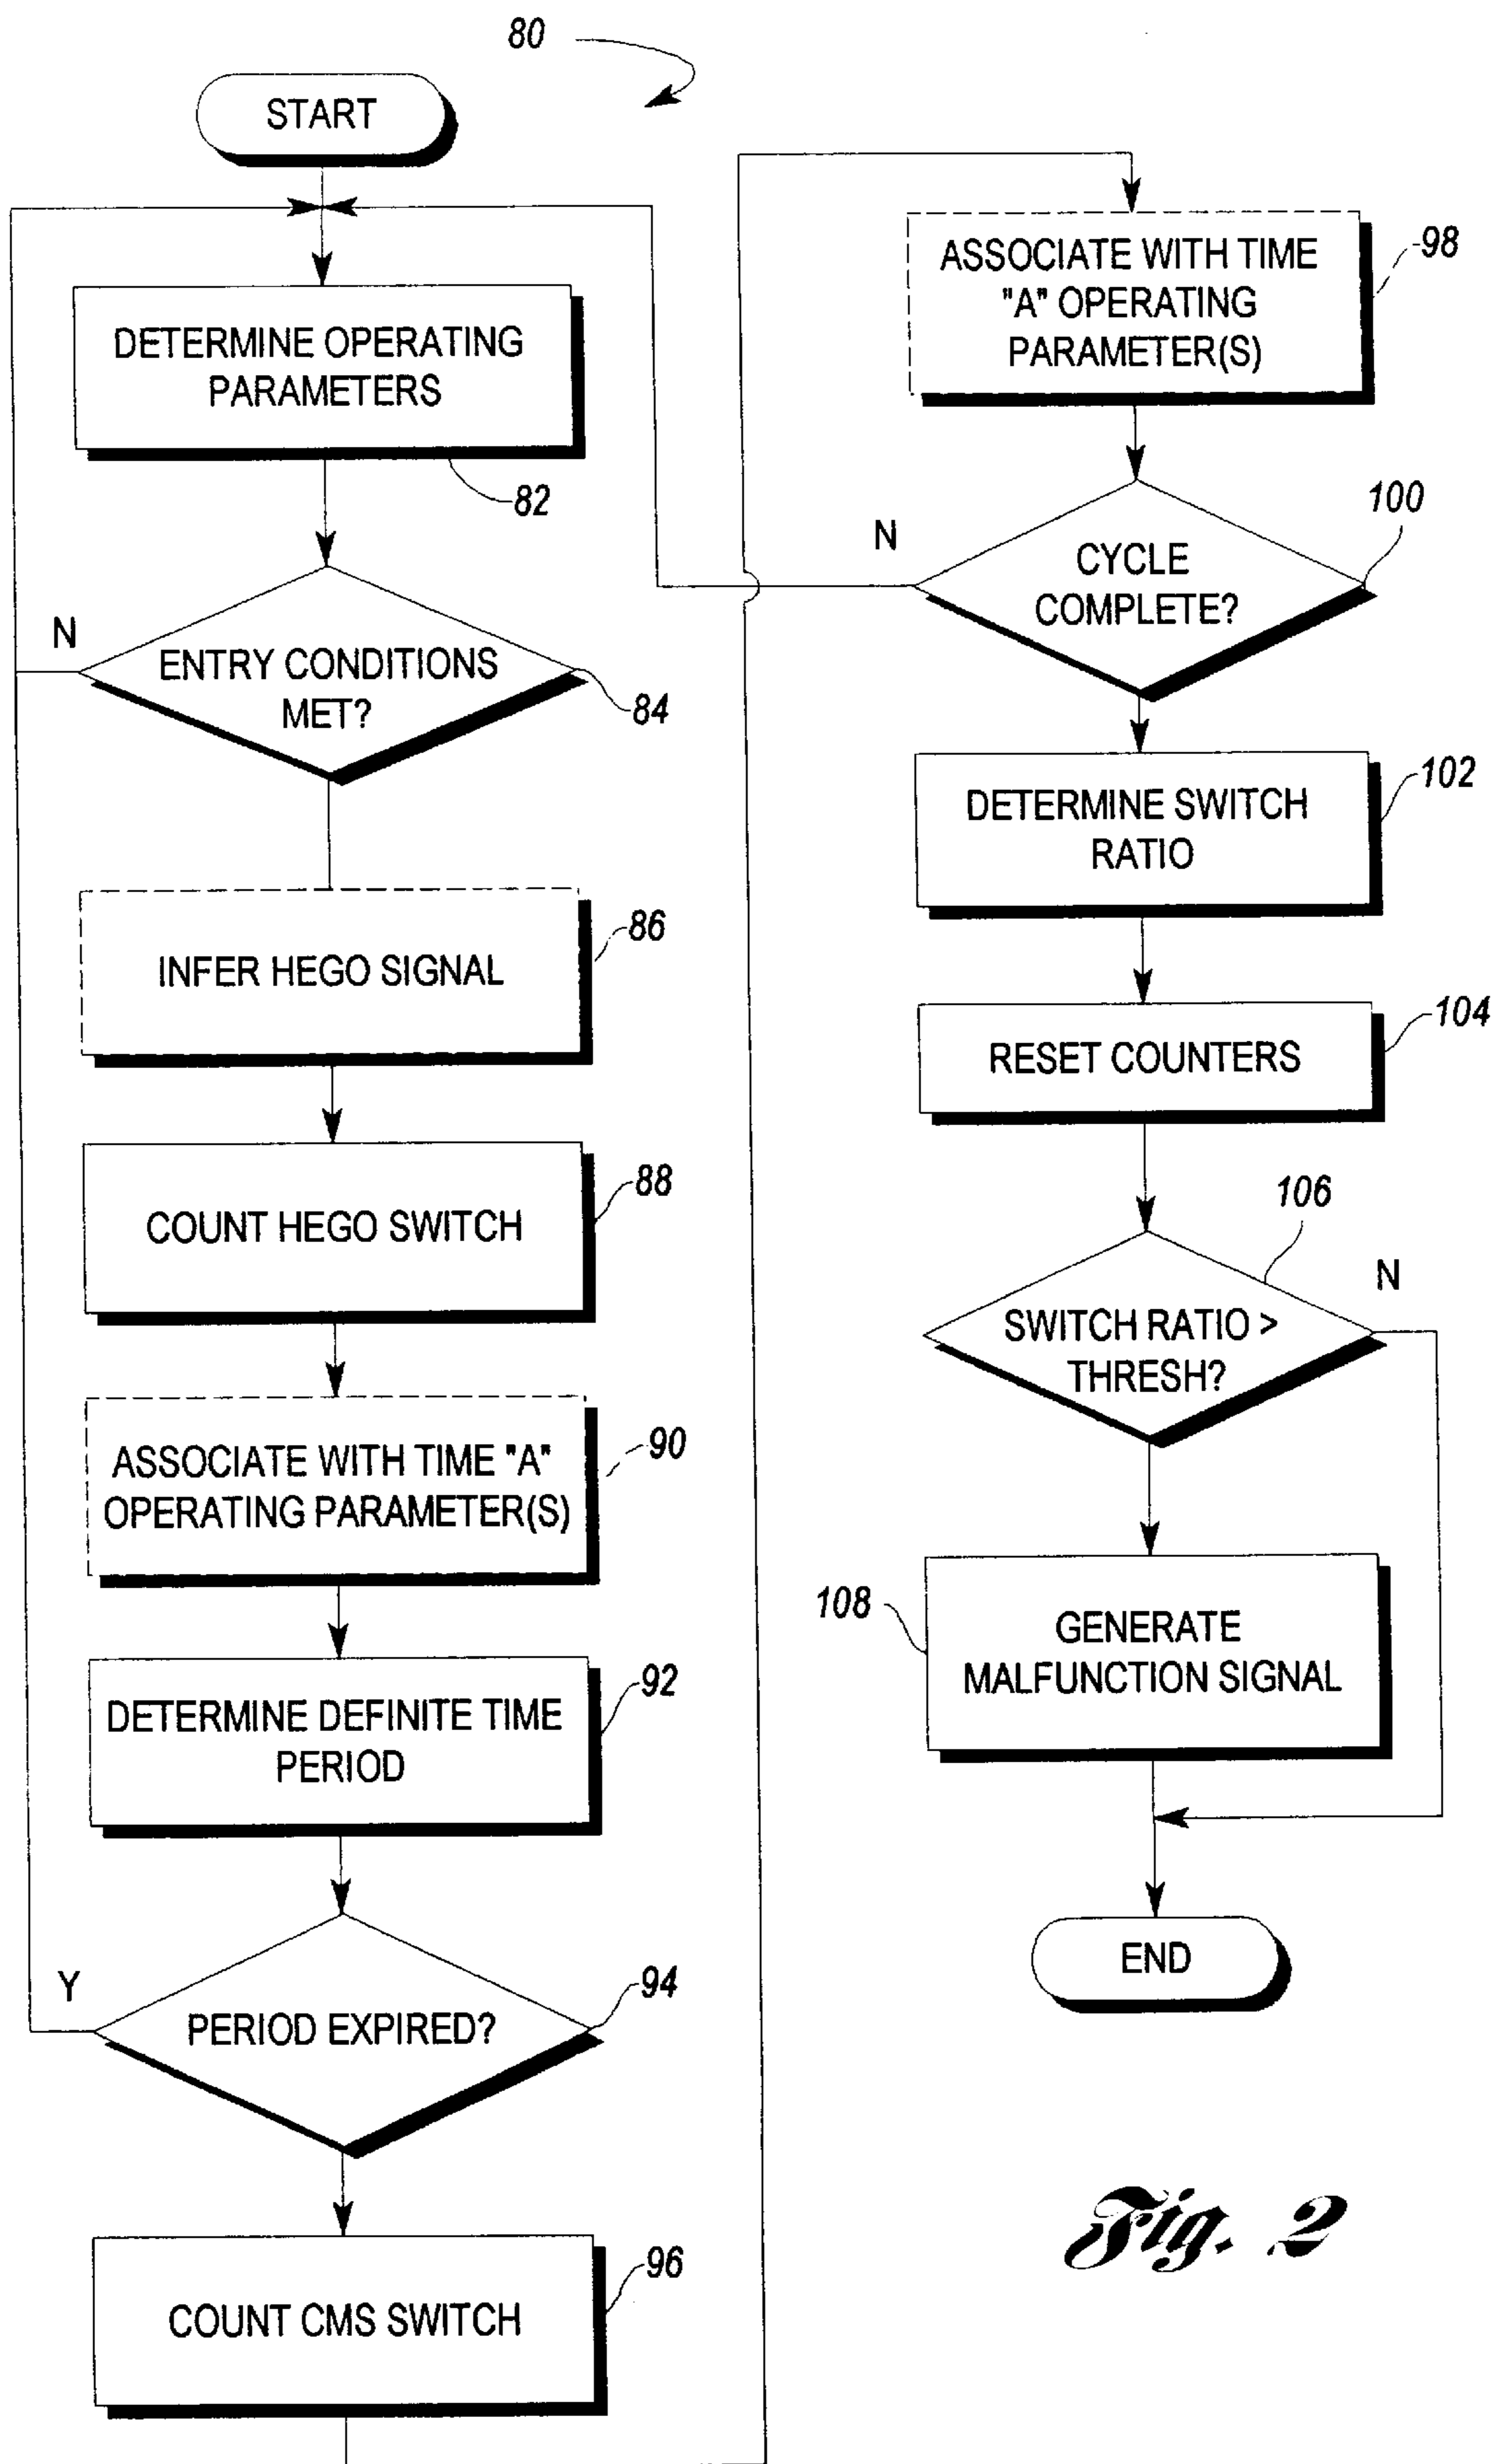 80
START
DETERMINE OPERATING
PARAMETERS
82
N
ENTRY CONDITIONS
MET?
84
INFER HEGO SIGNAL
86
COUNT HEGO SWITCH
88
ASSOCIATE WITH TIME "A"
OPERATING PARAMETER(S)
90
DETERMINE DEFINITE TIME
PERIOD
92
Y
PERIOD EXPIRED?
94
COUNT CMS SWITCH
96
ASSOCIATE WITH TIME
"A" OPERATING
PARAMETER(S)
98
N
CYCLE
COMPLETE?
100
DETERMINE SWITCH
RATIO
102
RESET COUNTERS
104
106
N
SWITCH RATIO >
THRESH?
108
GENERATE
MALFUNCTION SIGNAL
END
Fig. 2